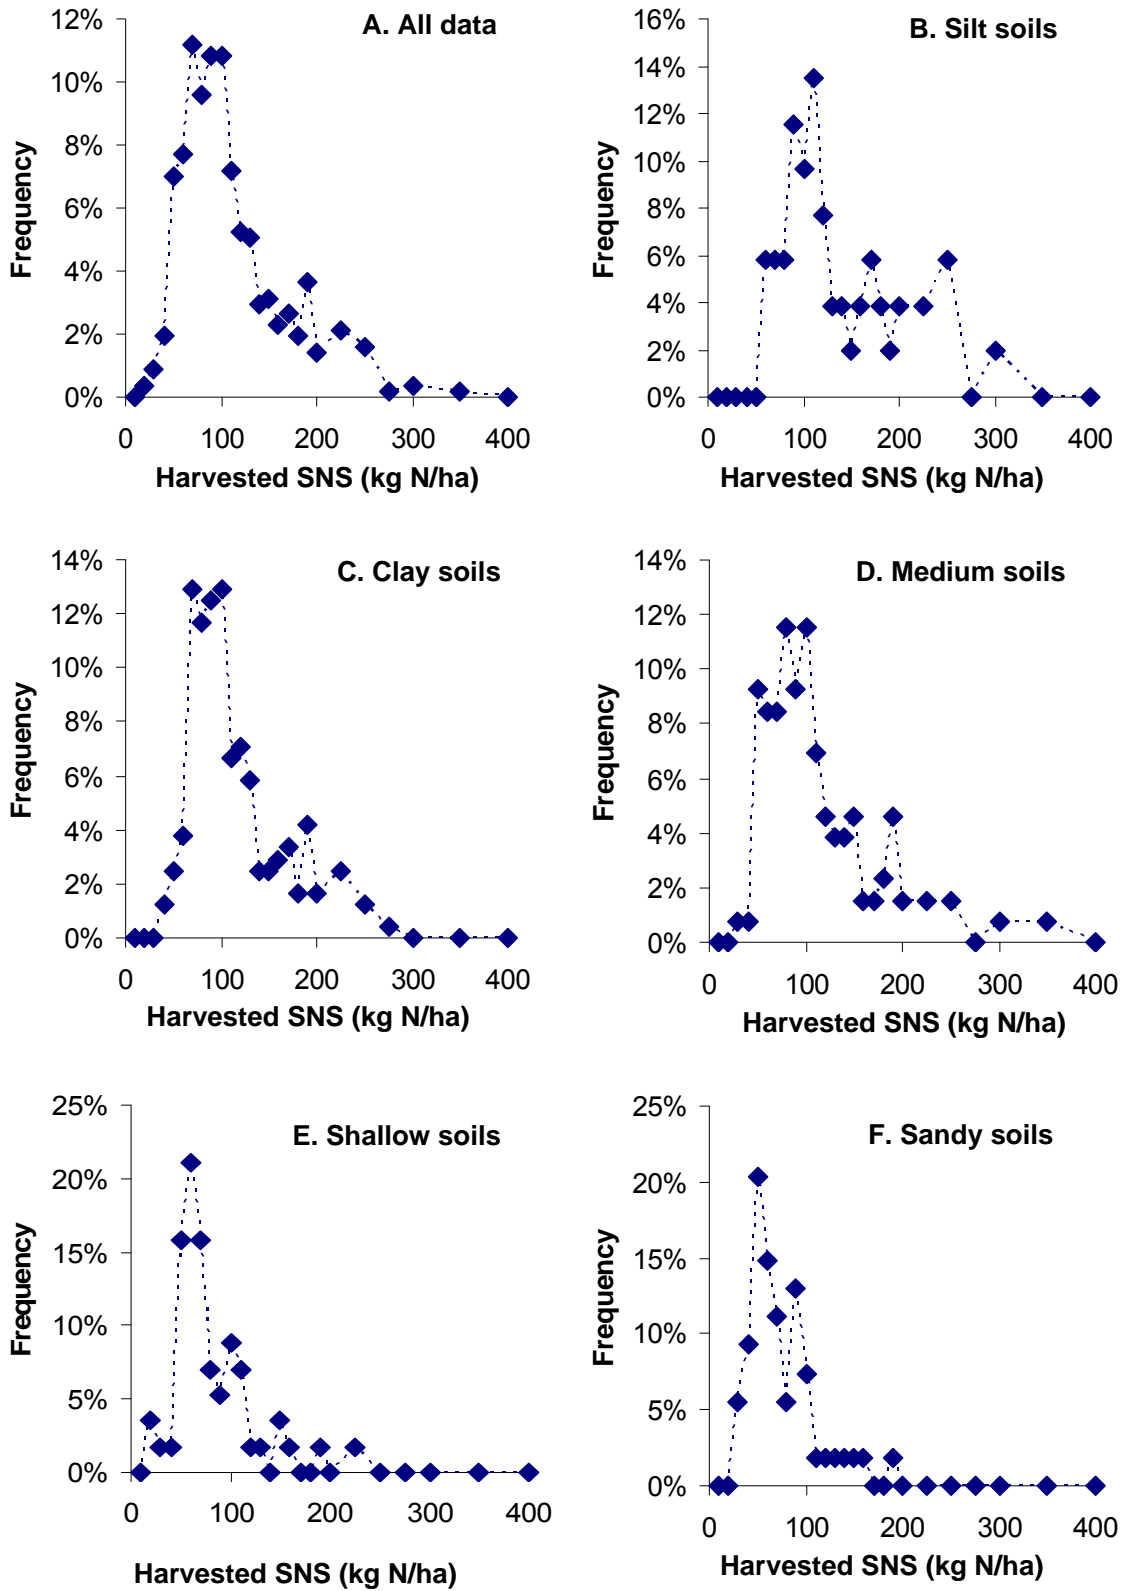 A. All data
12%
10%
8%
6%
4%
2%
0%
Frequency
0 100 200 300 400
Harvested SNS (kg N/ha)
B. Silt soils
16%
14%
12%
10%
8%
6%
4%
2%
0%
Frequency
0 100 200 300 400
Harvested SNS (kg N/ha)
C. Clay soils
14%
12%
10%
8%
6%
4%
2%
0%
Frequency
0 100 200 300 400
Harvested SNS (kg N/ha)
D. Medium soils
14%
12%
10%
8%
6%
4%
2%
0%
Frequency
0 100 200 300 400
Harvested SNS (kg N/ha)
E. Shallow soils
25%
20%
15%
10%
5%
0%
Frequency
0 100 200 300 400
Harvested SNS (kg N/ha)
F. Sandy soils
25%
20%
15%
10%
5%
0%
Frequency
0 100 200 300 400
Harvested SNS (kg N/ha)